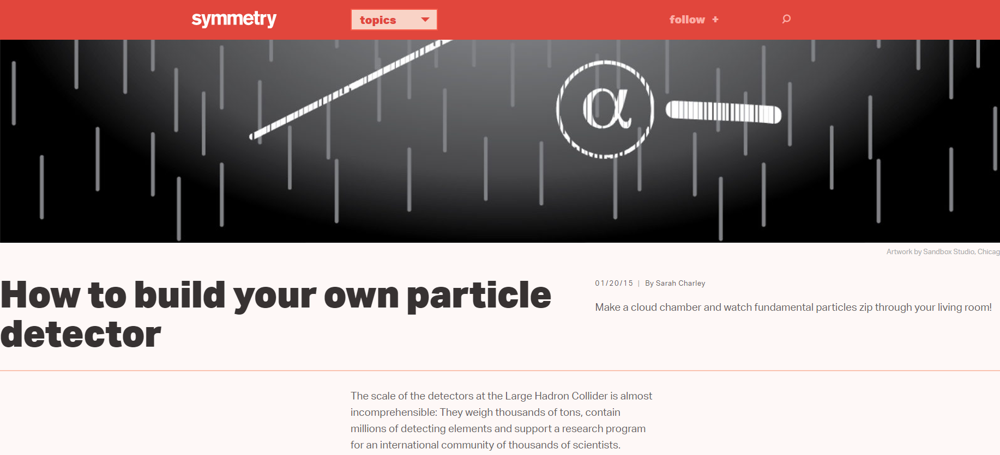 symmetry
topics
follow +
α
Artwork by Sandbox Studio, Chicag
How to build your own particle
detector
01/20/15 | By Sarah Charley
Make a cloud chamber and watch fundamental particles zip through your living room!
The scale of the detectors at the Large Hadron Collider is almost
incomprehensible: They weigh thousands of tons, contain
millions of detecting elements and support a research program
for an international community of thousands of scientists.